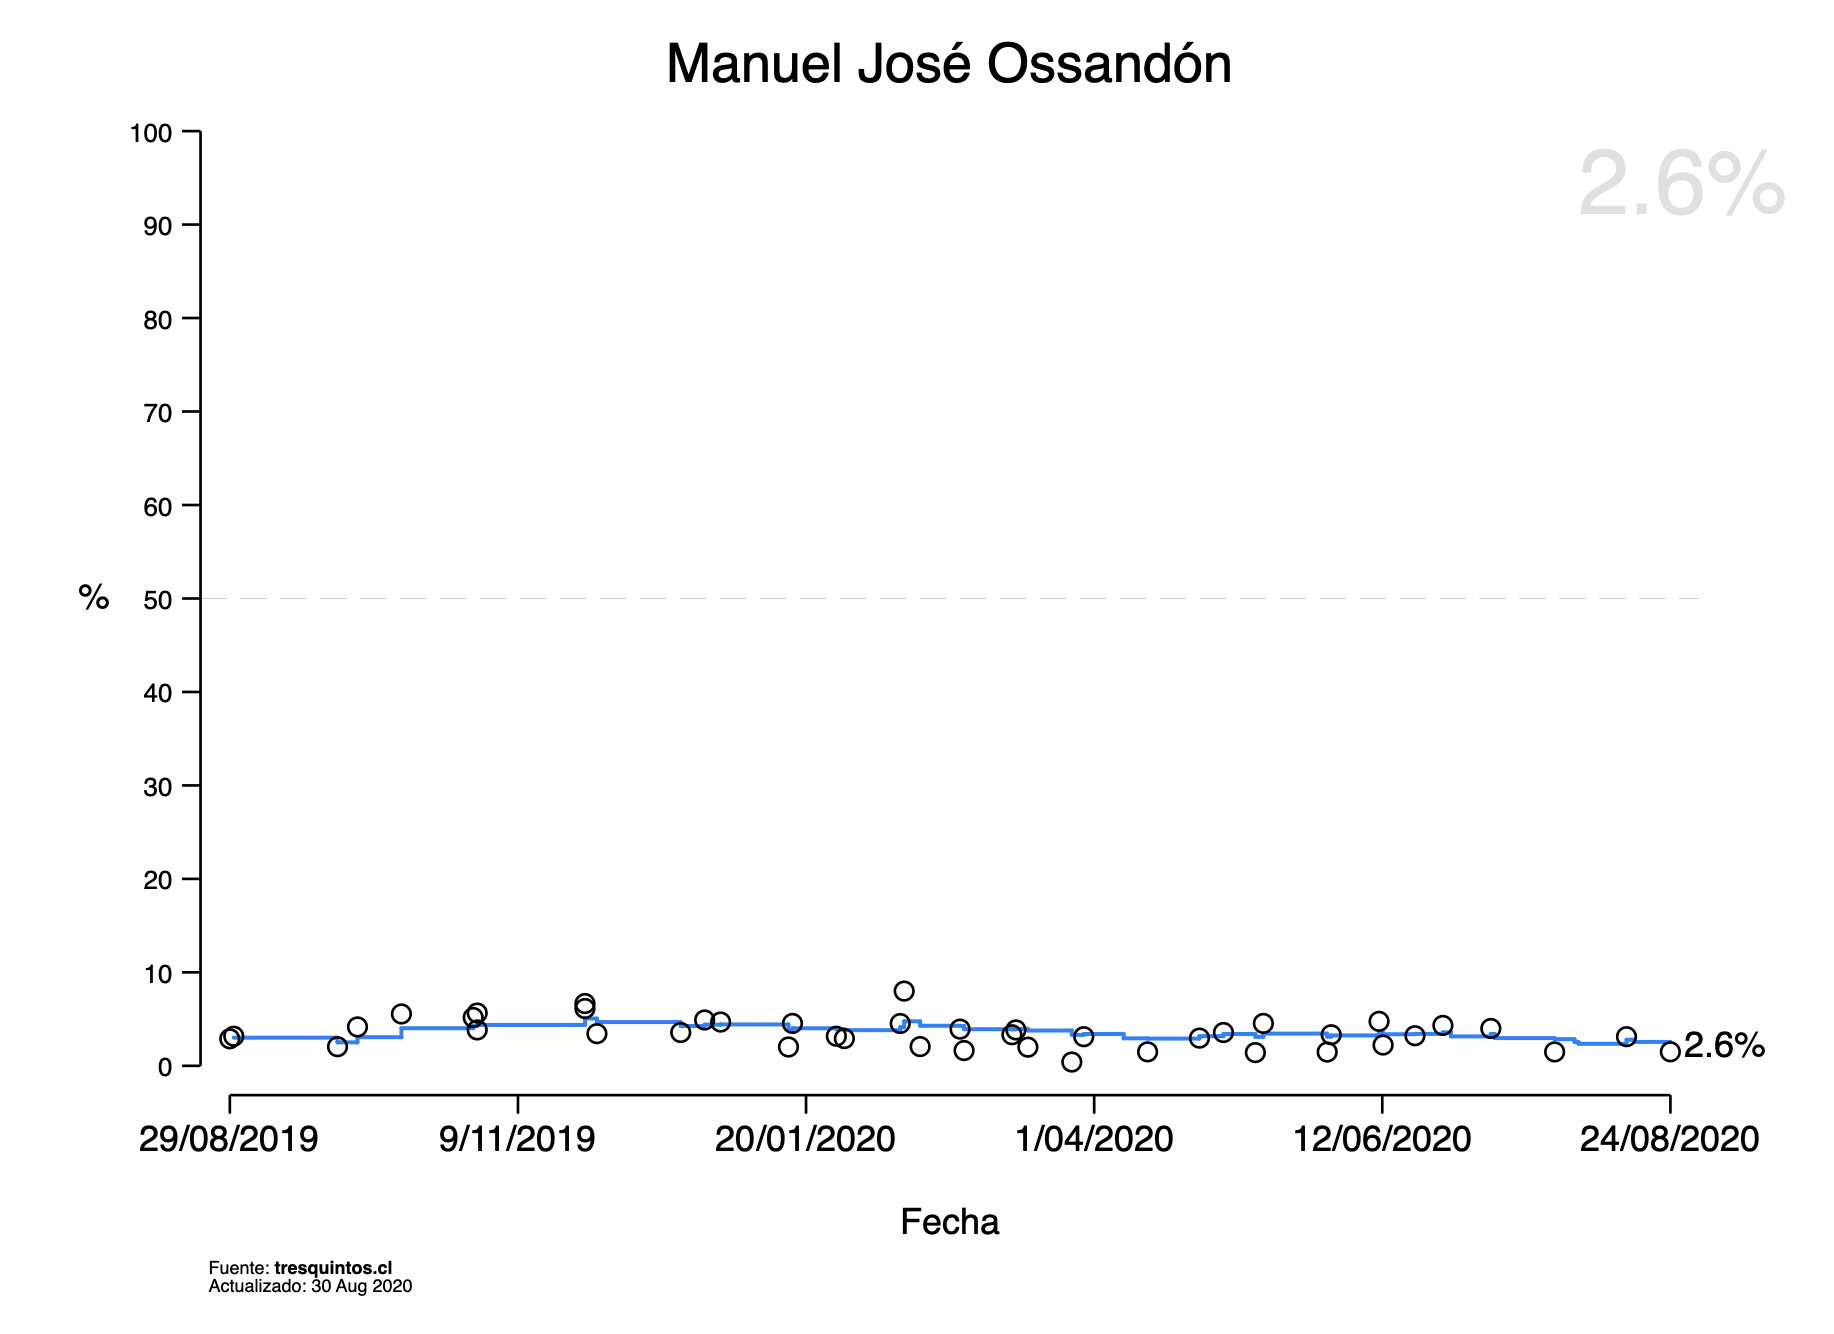 Manuel José Ossandón
2.6%
100
90
80
70
60
% 50
40
30
20
10
0
2.6%
29/08/2019 9/11/2019 20/01/2020 1/04/2020 12/06/2020 24/08/2020
Fecha
Fuente: tresquintos.cl
Actualizado: 30 Aug 2020